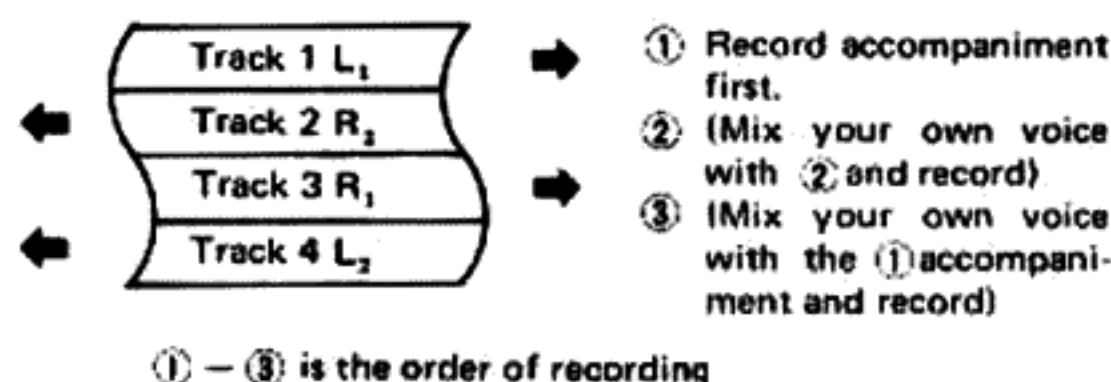 Track 1 L₁
Track 2 R₂
Track 3 R₁
Track 4 L₂
① Record accompaniment
first.
② (Mix your own voice
with ② and record)
③ (Mix your own voice
with the ① accompani-
ment and record)
① – ③ is the order of recording